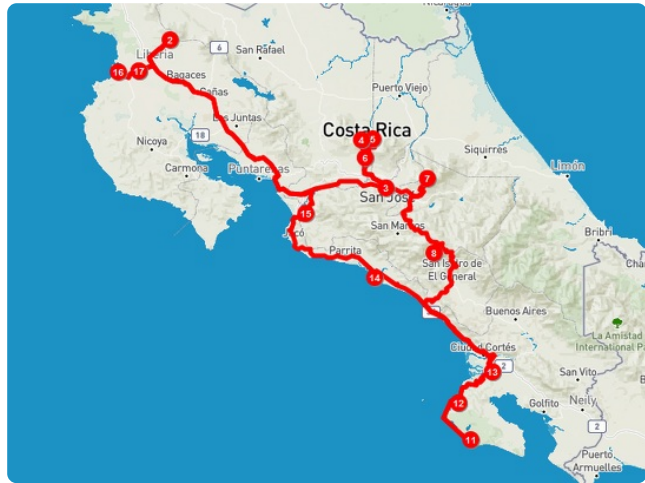 2
6
San Rafael
Liberia
16
17
Bagaces
Cañas
Puerto Viejo
Costa Rica
4
5
6
Las Juntas
18
Nicoya
Siquirres
Carmona
Puntarenas
Limón
7
3
San José
15
San Marcos
Jacó
Bribri
Parrita
8
San Isidro de
El General
14
Buenos Aires
La Amistad
International Pa
Ciudad Cortés
2
13
San Vito
12
Golfito
Neily
2
11
Puerto
Armuelles